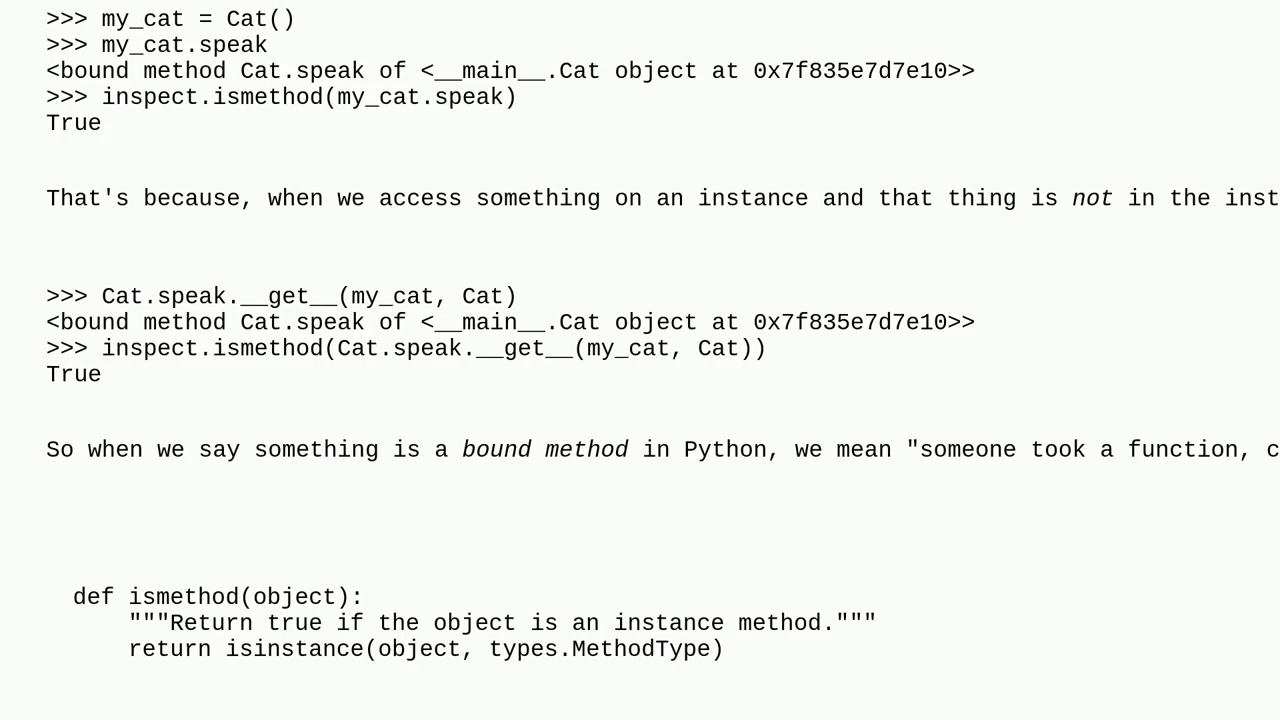 >>> my_cat = Cat()
>>> my_cat.speak
<bound method Cat.speak of <__main__.Cat object at 0x7f835e7d7e10>>
>>> inspect.ismethod(my_cat.speak)
True
That's because, when we access something on an instance and that thing is not in the inst
>>> Cat.speak.__get__(my_cat, Cat)
<bound method Cat.speak of <__main__.Cat object at 0x7f835e7d7e10>>
>>> inspect.ismethod(Cat.speak.__get__(my_cat, Cat))
True
So when we say something is a bound method in Python, we mean "someone took a function, c
def ismethod(object):
    """Return true if the object is an instance method."""
    return isinstance(object, types.MethodType)